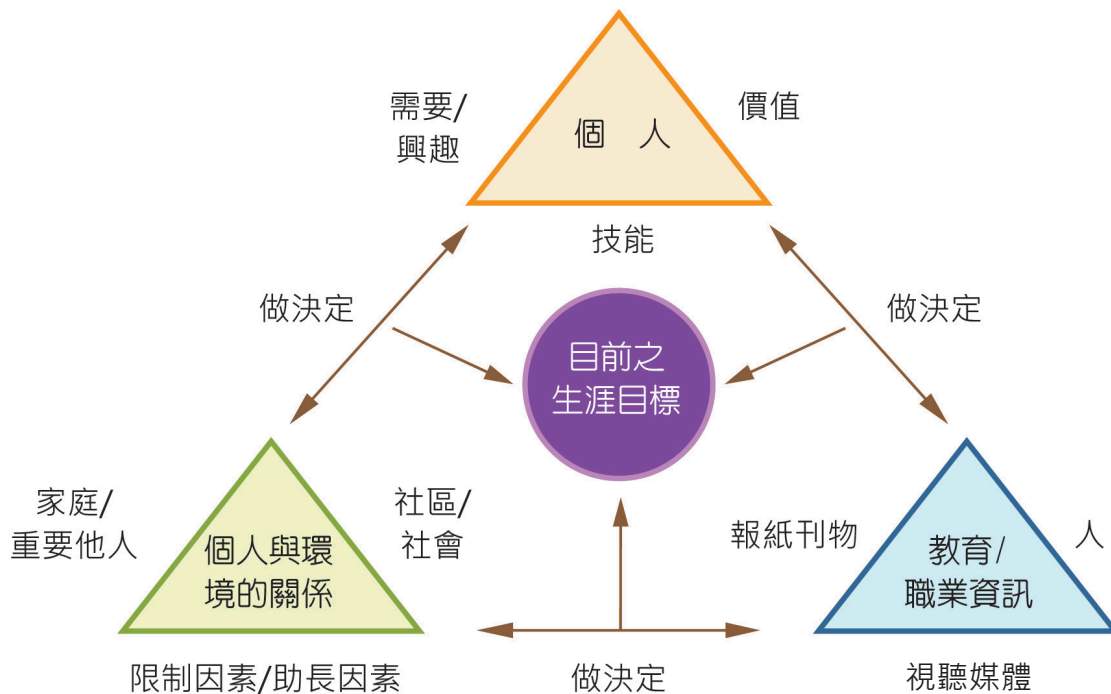 需要/
興趣
價值
個 人
技能
做決定
做決定
目前之
生涯目標
家庭/
重要他人
社區/
社會
個人與環
境的關係
限制因素/助長因素
做決定
報紙刊物
人
教育/
職業資訊
視聽媒體